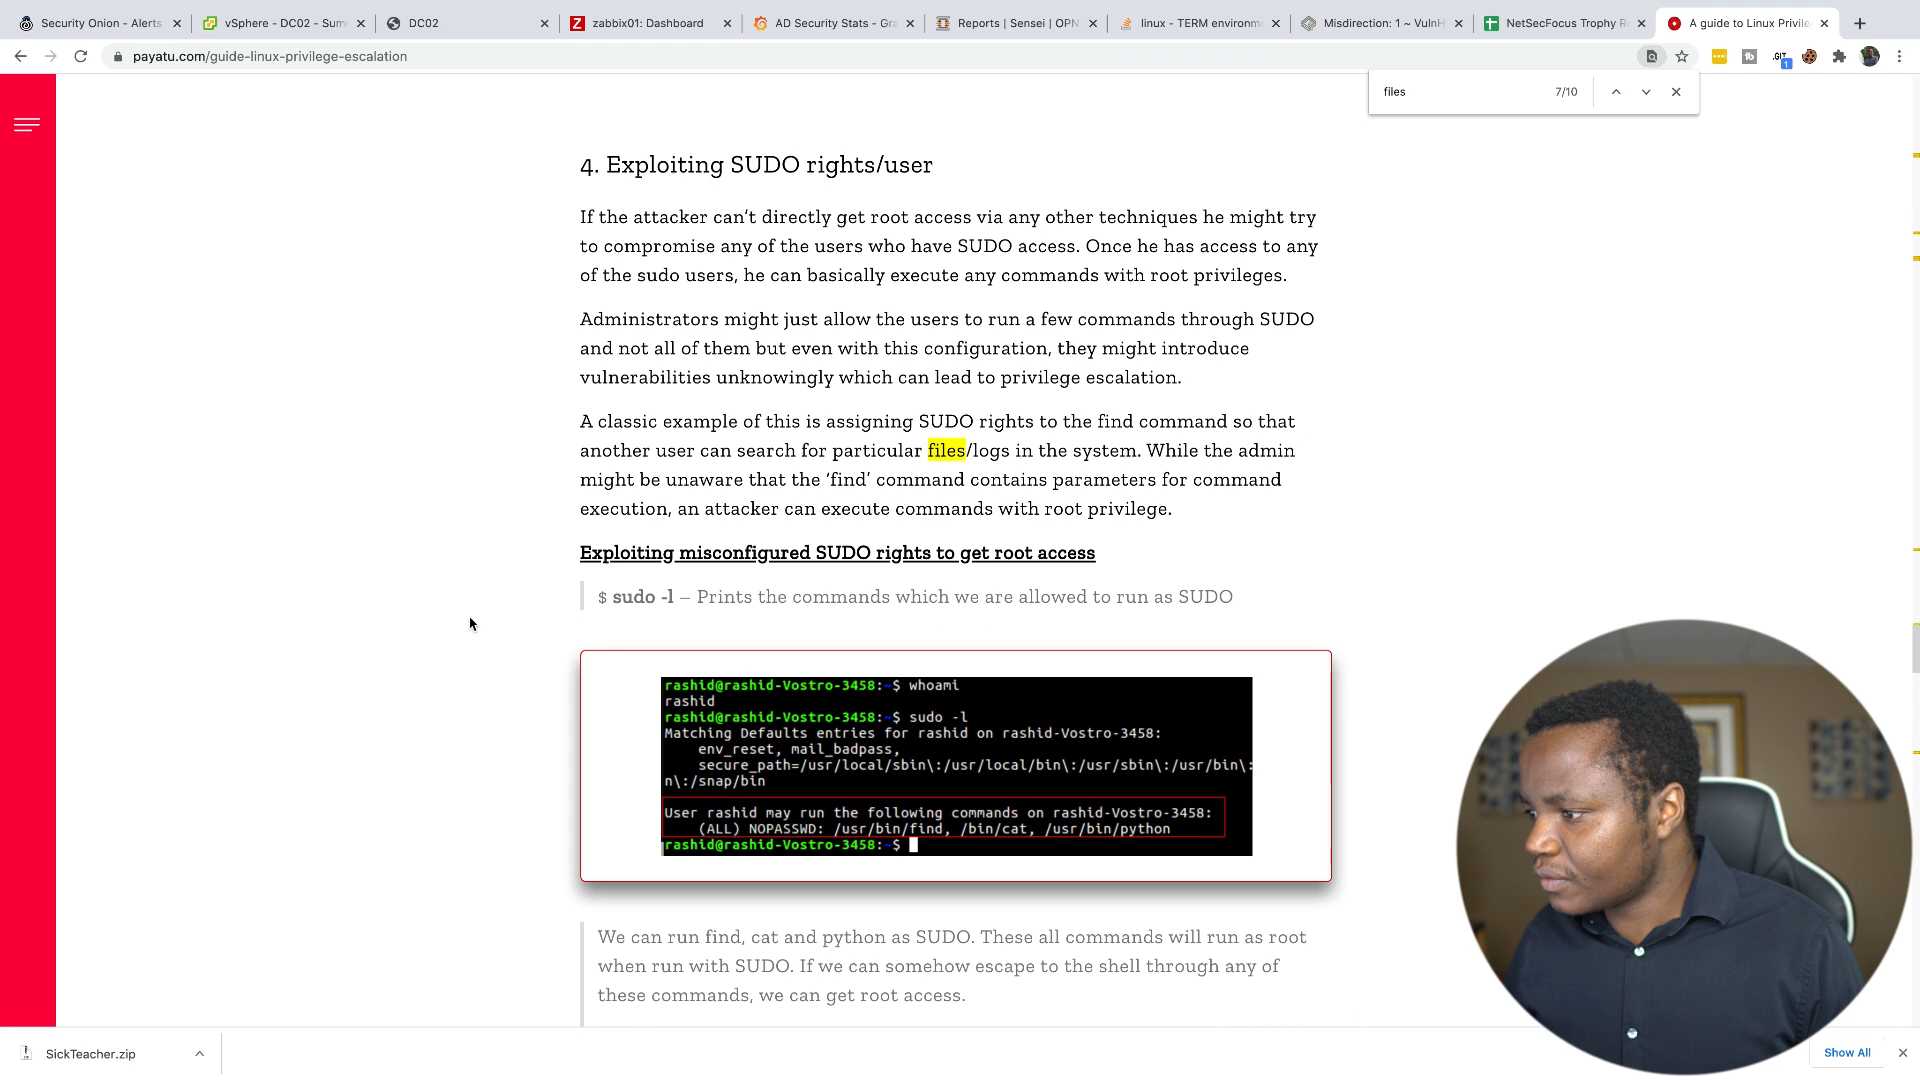 Security Onion - Alerts
vSphere - DC02 - Sum
DC02
zabbix01: Dashboard
AD Security Stats - Gra
Reports | Sensei | OPN
linux - TERM environm
Misdirection: 1 ~ VulnH
NetSecFocus Trophy R
A guide to Linux Privile
payatu.com/guide-linux-privilege-escalation
files 7/10
4. Exploiting SUDO rights/user
If the attacker can’t directly get root access via any other techniques he might try
to compromise any of the users who have SUDO access. Once he has access to any
of the sudo users, he can basically execute any commands with root privileges.
Administrators might just allow the users to run a few commands through SUDO
and not all of them but even with this configuration, they might introduce
vulnerabilities unknowingly which can lead to privilege escalation.
A classic example of this is assigning SUDO rights to the find command so that
another user can search for particular files/logs in the system. While the admin
might be unaware that the ‘find’ command contains parameters for command
execution, an attacker can execute commands with root privilege.
Exploiting misconfigured SUDO rights to get root access
$ sudo -l – Prints the commands which we are allowed to run as SUDO
rashid@rashid-Vostro-3458:~$ whoami
rashid
rashid@rashid-Vostro-3458:~$ sudo -l
Matching Defaults entries for rashid on rashid-Vostro-3458:
env_reset, mail_badpass,
secure_path=/usr/local/sbin\:/usr/local/bin\:/usr/sbin\:/usr/bin\:
n\:/snap/bin
User rashid may run the following commands on rashid-Vostro-3458:
(ALL) NOPASSWD: /usr/bin/find, /bin/cat, /usr/bin/python
rashid@rashid-Vostro-3458:~$
We can run find, cat and python as SUDO. These all commands will run as root
when run with SUDO. If we can somehow escape to the shell through any of
these commands, we can get root access.
SickTeacher.zip
Show All